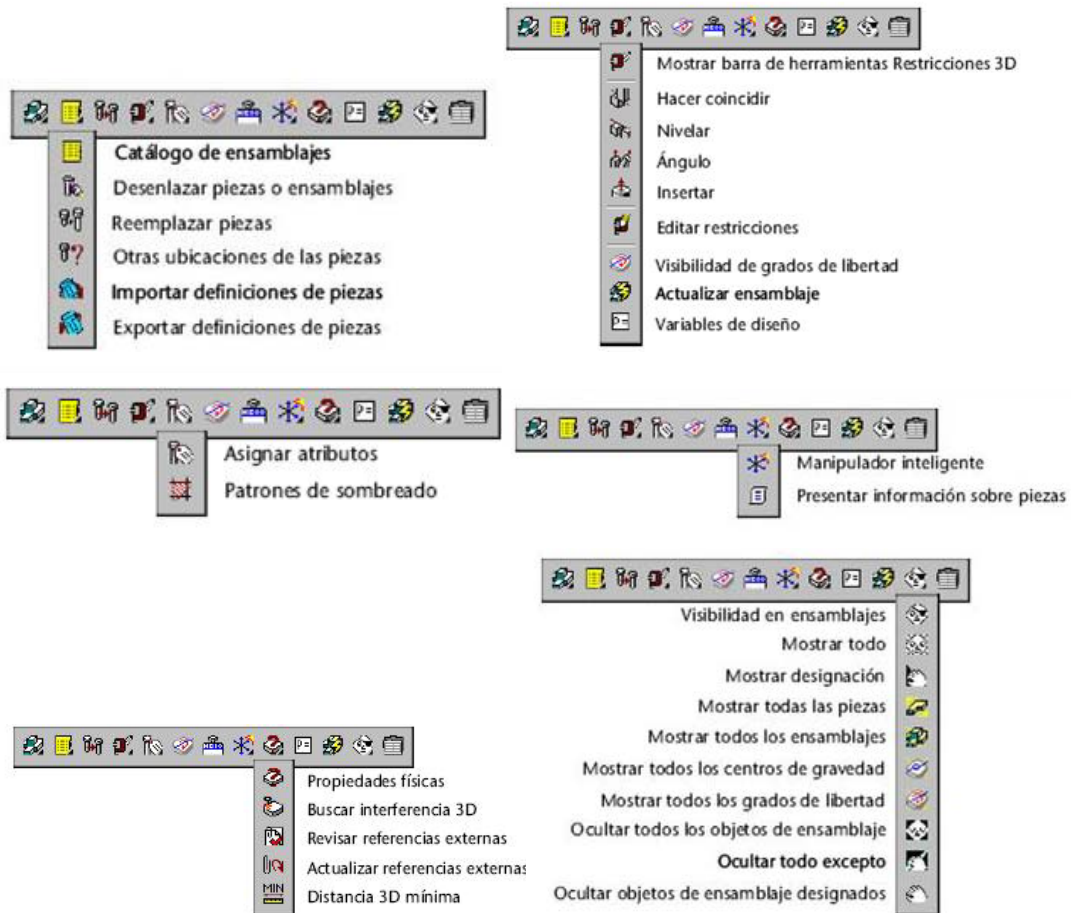 Catálogo de ensamblajes
Desenlazar piezas o ensamblajes
Reemplazar piezas
Otras ubicaciones de las piezas
Importar definiciones de piezas
Exportar definiciones de piezas
Mostrar barra de herramientas Restricciones 3D
Hacer coincidir
Nivelar
Ángulo
Insertar
Editar restricciones
Visibilidad de grados de libertad
Actualizar ensamblaje
Variables de diseño
Asignar atributos
Patrones de sombreado
Manipulador inteligente
Presentar información sobre piezas
Propiedades físicas
Buscar interferencia 3D
Revisar referencias externas
Actualizar referencias externas
MIN
Distancia 3D mínima
Visibilidad en ensamblajes
Mostrar todo
Mostrar designación
Mostrar todas las piezas
Mostrar todos los ensamblajes
Mostrar todos los centros de gravedad
Mostrar todos los grados de libertad
Ocultar todos los objetos de ensamblaje
Ocultar todo excepto
Ocultar objetos de ensamblaje designados